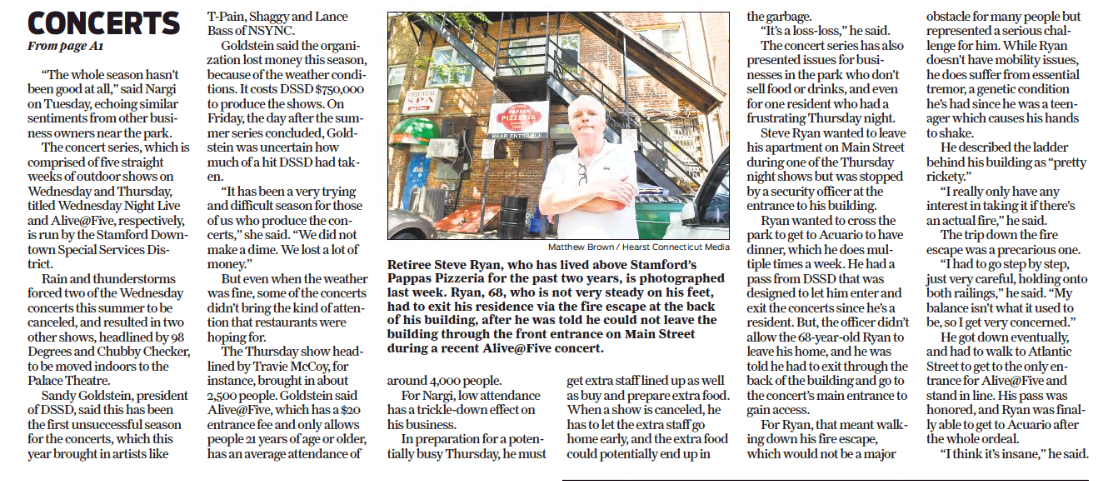 CONCERTS
From page A1
“The whole season hasn’t
been good at all,” said Nargi
on Tuesday, echoing similar
sentiments from other busi-
ness owners near the park.
The concert series, which is
comprised of five straight
weeks of outdoor shows on
Wednesday and Thursday,
titled Wednesday Night Live
and Alive@Five, respectively,
is run by the Stamford Down-
town Special Services Dis-
trict.
Rain and thunderstorms
forced two of the Wednesday
concerts this summer to be
canceled, and resulted in two
other shows, headlined by 98
Degrees and Chubby Checker,
to be moved indoors to the
Palace Theatre.
Sandy Goldstein, president
of DSSD, said this has been
the first unsuccessful season
for the concerts, which this
year brought in artists like
T-Pain, Shaggy and Lance
Bass of NSYNC.
Goldstein said the organi-
zation lost money this season,
because of the weather condi-
tions. It costs DSSD $750,000
to produce the shows. On
Friday, the day after the sum-
mer series concluded, Gold-
stein was uncertain how
much of a hit DSSD had tak-
en.
“It has been a very trying
and difficult season for those
of us who produce the con-
certs,” she said. “We did not
make a dime. We lost a lot of
money.”
But even when the weather
was fine, some of the concerts
didn’t bring the kind of atten-
tion that restaurants were
hoping for.
The Thursday show head-
lined by Travie McCoy, for
instance, brought in about
2,500 people. Goldstein said
Alive@Five, which has a $20
entrance fee and only allows
people 21 years of age or older,
has an average attendance of
SPA
PAPPAS
PIZZERIA
REAR ENTRANCE
Matthew Brown / Hearst Connecticut Media
Retiree Steve Ryan, who has lived above Stamford’s
Pappas Pizzeria for the past two years, is photographed
last week. Ryan, 68, who is not very steady on his feet,
had to exit his residence via the fire escape at the back
of his building, after he was told he could not leave the
building through the front entrance on Main Street
during a recent Alive@Five concert.
around 4,000 people.
For Nargi, low attendance
has a trickle-down effect on
his business.
In preparation for a poten-
tially busy Thursday, he must
get extra staff lined up as well
as buy and prepare extra food.
When a show is canceled, he
has to let the extra staff go
home early, and the extra food
could potentially end up in
the garbage.
“It’s a loss-loss,” he said.
The concert series has also
presented issues for busi-
nesses in the park who don’t
sell food or drinks, and even
for one resident who had a
frustrating Thursday night.
Steve Ryan wanted to leave
his apartment on Main Street
during one of the Thursday
night shows but was stopped
by a security officer at the
entrance to his building.
Ryan wanted to cross the
park to get to Acuario to have
dinner, which he does mul-
tiple times a week. He had a
pass from DSSD that was
designed to let him enter and
exit the concerts since he’s a
resident. But, the officer didn’t
allow the 68-year-old Ryan to
leave his home, and he was
told he had to exit through the
back of the building and go to
the concert’s main entrance to
gain access.
For Ryan, that meant walk-
ing down his fire escape,
which would not be a major
obstacle for many people but
represented a serious chal-
lenge for him. While Ryan
doesn’t have mobility issues,
he does suffer from essential
tremor, a genetic condition
he’s had since he was a teen-
ager which causes his hands
to shake.
He described the ladder
behind his building as “pretty
rickety.”
“I really only have any
interest in taking it if there’s
an actual fire,” he said.
The trip down the fire
escape was a precarious one.
“I had to go step by step,
just very careful, holding onto
both railings,” he said. “My
balance isn’t what it used to
be, so I get very concerned.”
He got down eventually,
and had to walk to Atlantic
Street to get to the only en-
trance for Alive@Five and
stand in line. His pass was
honored, and Ryan was final-
ly able to get to Acuario after
the whole ordeal.
“I think it’s insane,” he said.